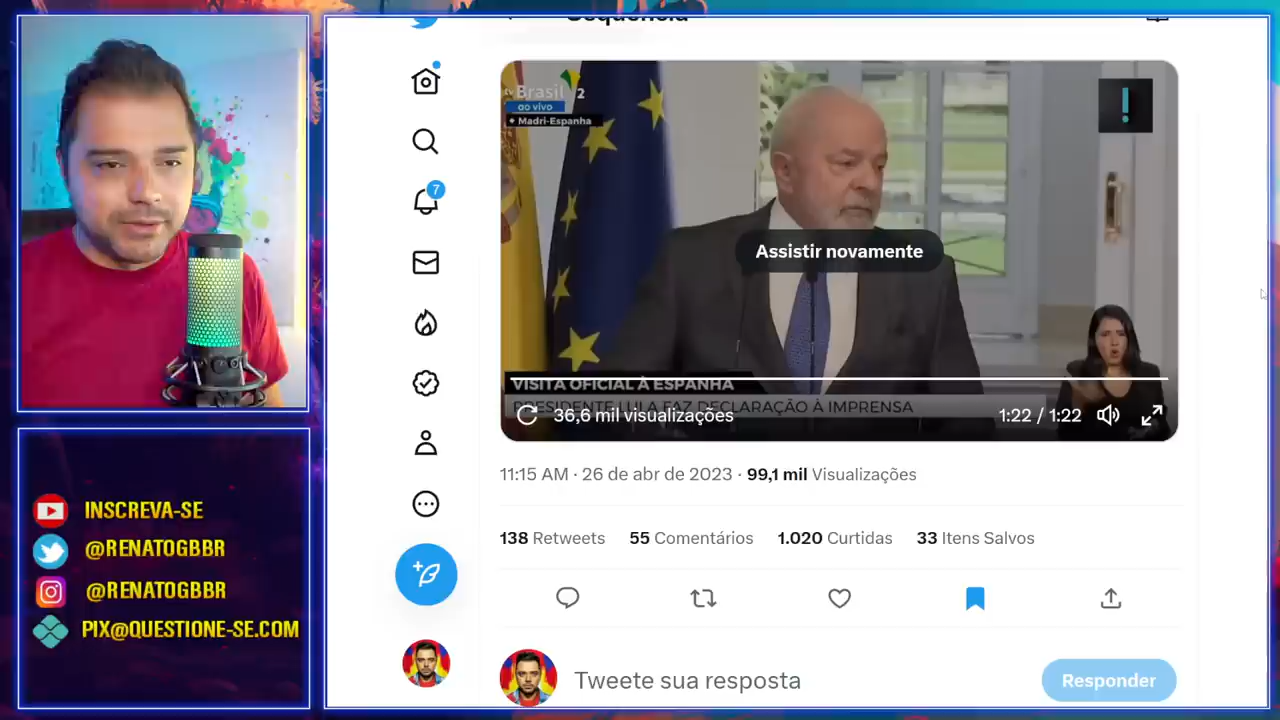 Sequência
tv Brasil 2
ao vivo
Madri-Espanha
!
Assistir novamente
VISITA OFICIAL À ESPANHA
PRESIDENTE LULA FAZ DECLARAÇÃO À IMPRENSA
36,6 mil visualizações
1:22 / 1:22
7
11:15 AM · 26 de abr de 2023 · 99,1 mil Visualizações
138 Retweets 55 Comentários 1.020 Curtidas 33 Itens Salvos
Tweete sua resposta
Responder
INSCREVA-SE
@RENATOGBBR
@RENATOGBBR
PIX@QUESTIONE-SE.COM